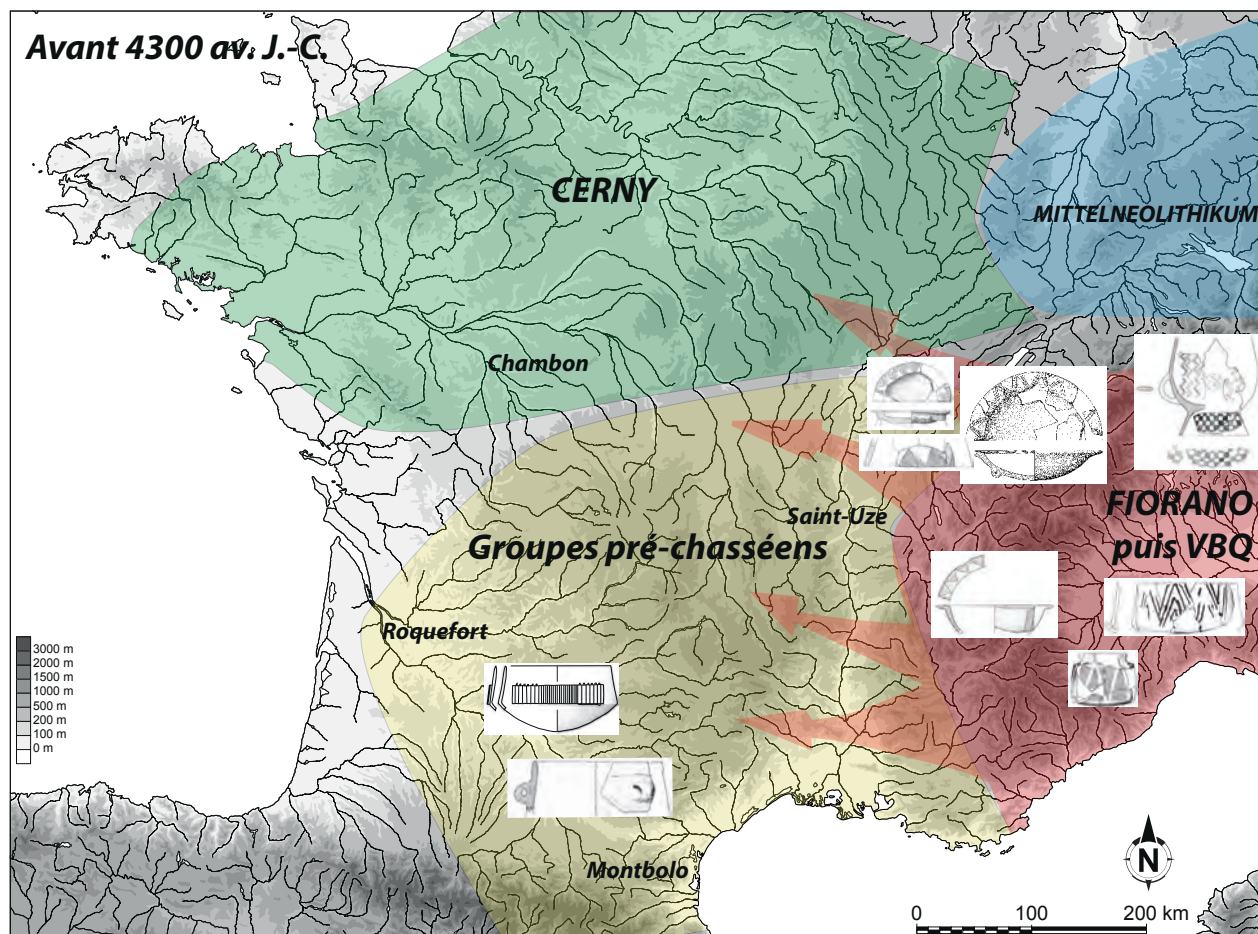 Avant 4300 av. J.-C.
CERNY
MITTELNEOLITHIKUM
Chambon
FIORANO
puis VBQ
Saint-Uze
Groupes pré-chasséens
Roquefort
3000 m
2000 m
1500 m
1000 m
500 m
200 m
100 m
0 m
Montbolo
N
0 100 200 km